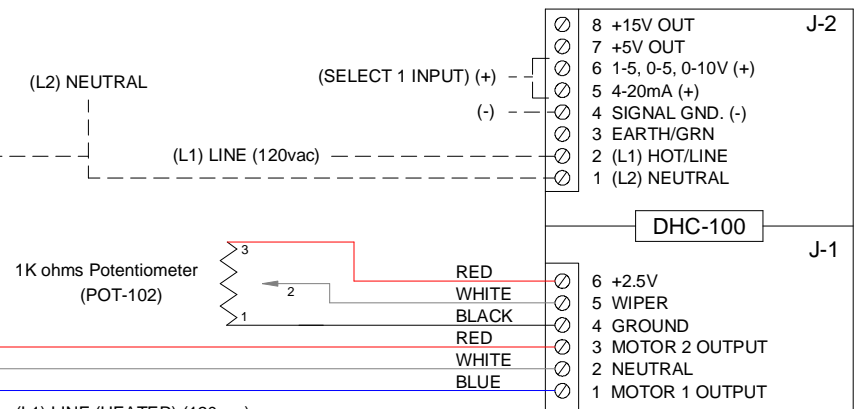 8 +15V OUT
J-2
7 +5V OUT
(SELECT 1 INPUT) (+)
6 1-5, 0-5, 0-10V (+)
(L2) NEUTRAL
5 4-20mA (+)
(-)
4 SIGNAL GND. (-)
3 EARTH/GRN
(L1) LINE (120vac)
2 (L1) HOT/LINE
1 (L2) NEUTRAL
DHC-100
J-1
3
1K ohms Potentiometer
(POT-102)
2
1
RED
6 +2.5V
WHITE
5 WIPER
BLACK
4 GROUND
RED
3 MOTOR 2 OUTPUT
WHITE
2 NEUTRAL
BLUE
1 MOTOR 1 OUTPUT